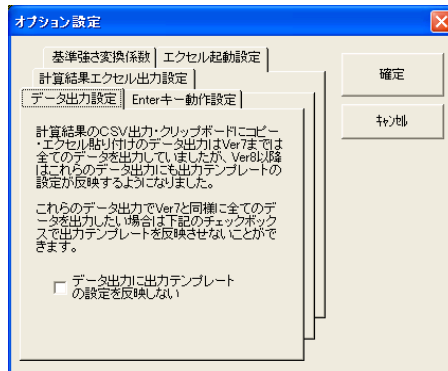 オプション設定
基準強さ変換係数
エクセル起動設定
計算結果エクセル出力設定
データ出力設定
Enterキー動作設定
計算結果のCSV出力・クリップボードにコピー
・エクセル貼り付けのデータ出力はVer7までは
全てのデータを出力していましたが、Ver8以降
はこれらのデータ出力にも出力テンプレートの
設定が反映するようになりました。
これらのデータ出力でVer7と同様に全てのデ
ータを出力したい場合は下記のチェックボック
スで出力テンプレートを反映させないことがで
きます。
データ出力に出力テンプレート
の設定を反映しない
確定
キャンセル